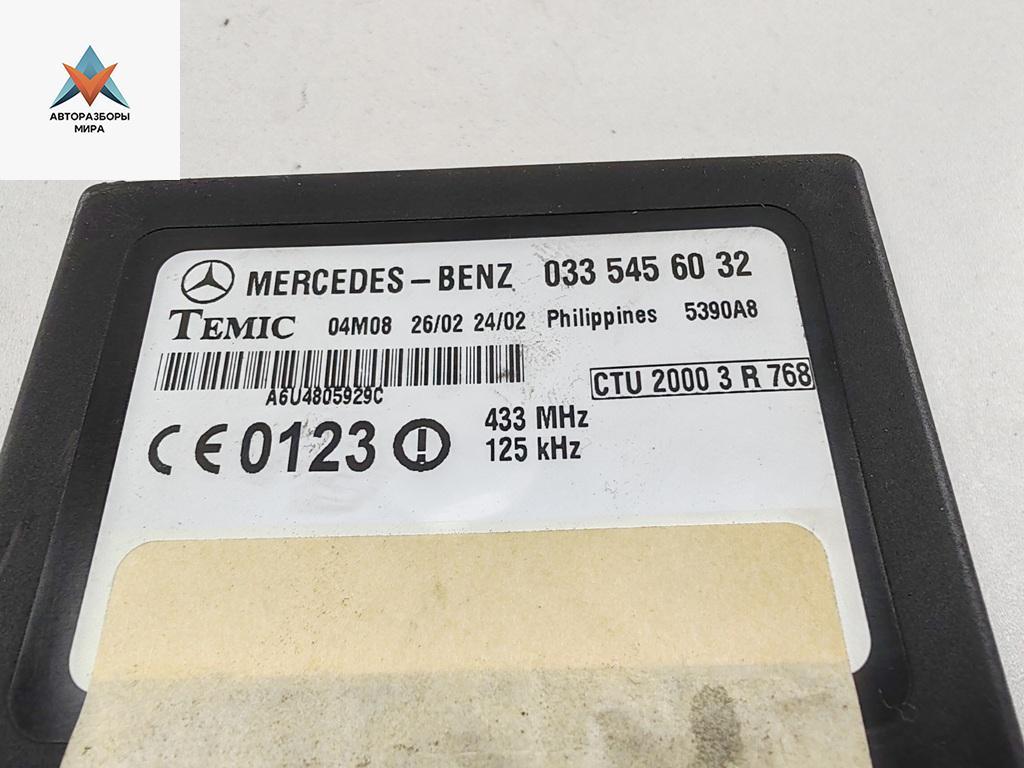 АВТОРАЗБОРЫ
МИРА
MERCEDES-BENZ 033 545 60 32
TEMIC 04M08 26/02 24/02 Philippines 5390A8
A6U4805929C
CTU 2000 3 R 768
CE 0123 433 MHz
125 kHz